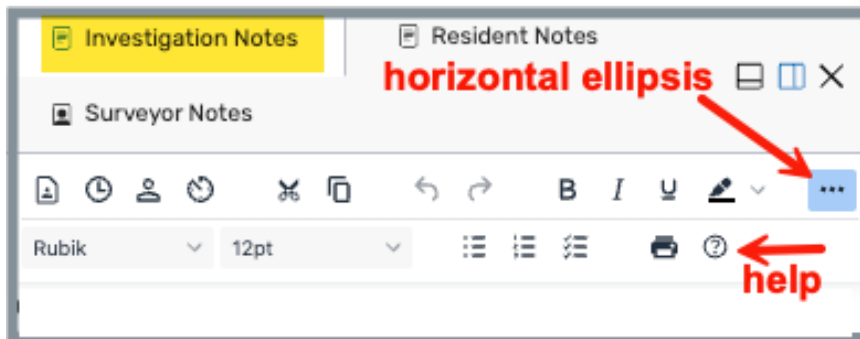 Investigation Notes
Resident Notes
horizontal ellipsis
Surveyor Notes
B I U
Rubik 12pt
help